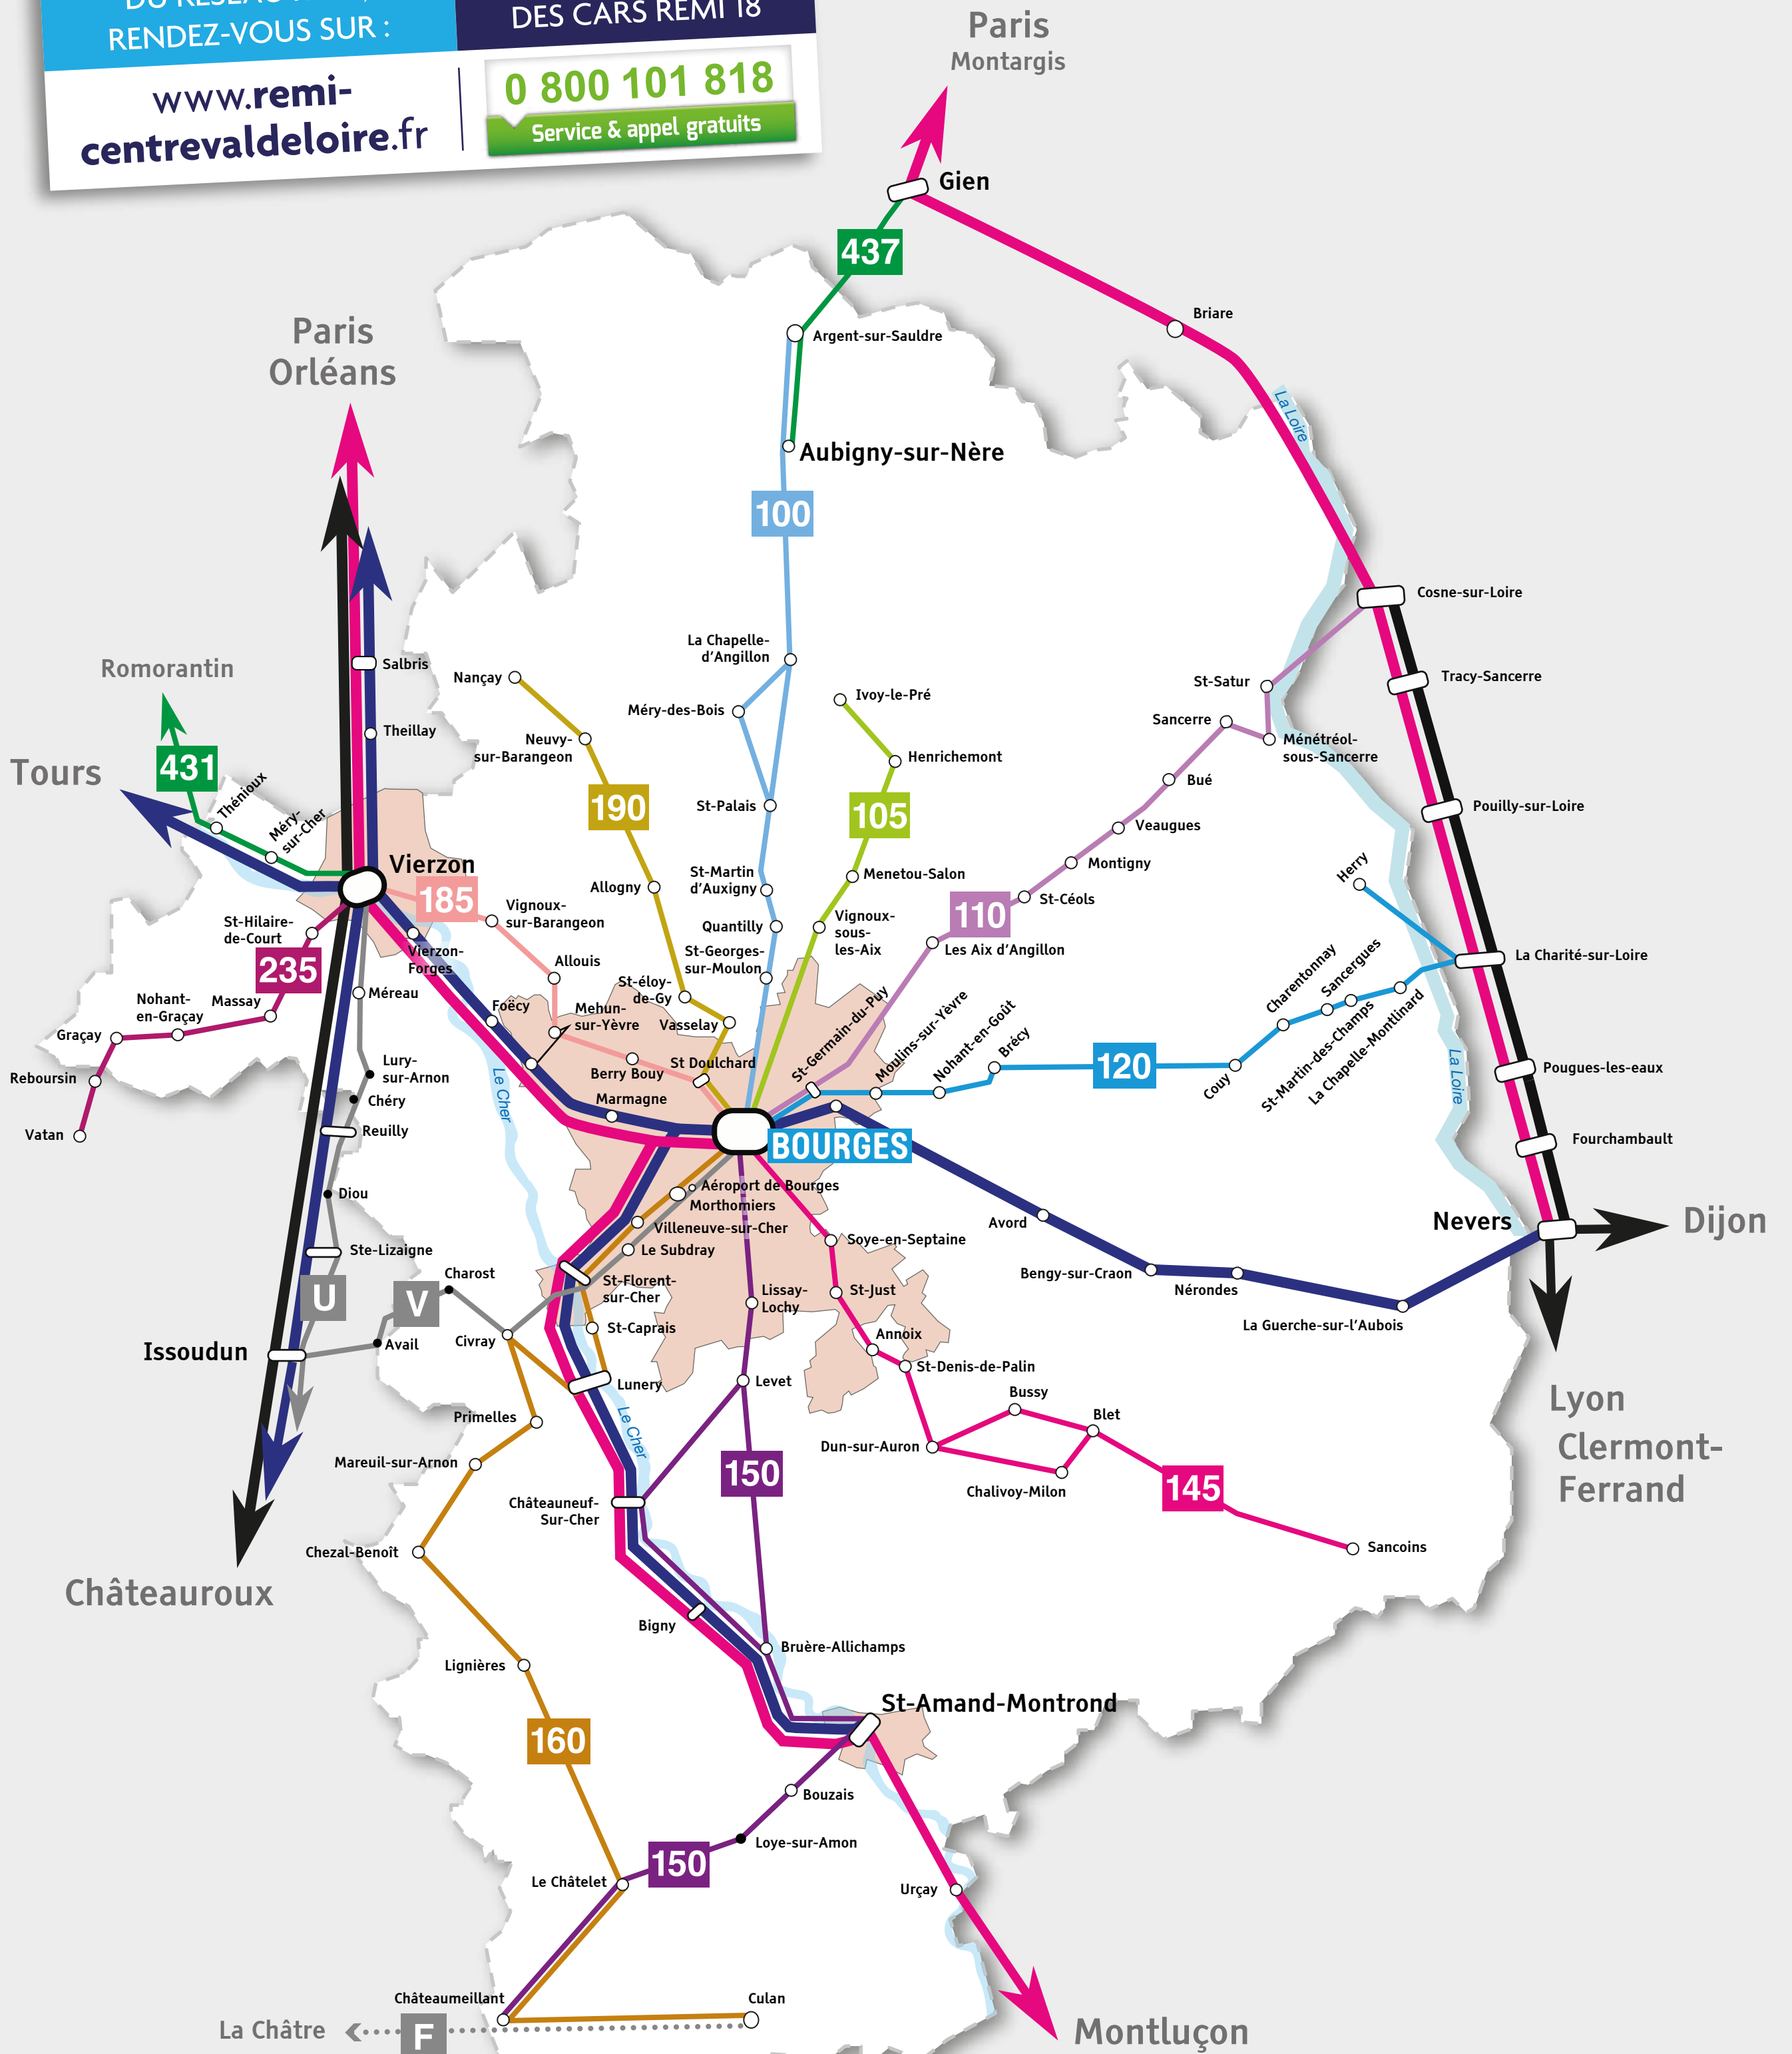 RENDEZ-VOUS SUR :
DES CARS RÉMI 18
www.remi-
centrevaldeloire.fr
0 800 101 818
Service & appel gratuits
Paris
Montargis
Gien
437
Briare
Argent-sur-Sauldre
Paris
Orléans
La Loire
Aubigny-sur-Nère
100
Cosne-sur-Loire
La Chapelle-
d'Angillon
Salbris
Romorantin
Nançay
Ivoy-le-Pré
St-Satur
Tracy-Sancerre
Méry-des-Bois
Sancerre
Theillay
Neuvy-
sur-Barangeon
Henrichemont
Ménétréol-
sous-Sancerre
Tours
431
Thénioux
Méry-
sur-Cher
190
St-Palais
105
Bué
Pouilly-sur-Loire
Veaugues
Vierzon
185
Allogny
St-Martin
d'Auxigny
Menetou-Salon
Montigny
Herry
St-Céols
110
Vignoux-
sur-Barangeon
St-Hilaire-
de-Court
Quantilly
Vignoux-
sous-
les-Aix
Les Aix d'Angillon
La Charité-sur-Loire
Vierzon-
Forges
235
Allouis
St-Georges-
sur-Moulon
Charentonnay
Sancergues
St-éloy-
de-Gy
Méreau
Nohant-
en-Graçay
Massay
Foëcy
Mehun-
sur-Yèvre
Vasselay
St-Germain-du-Puy
Moulins-sur-Yèvre
Nohant-en-Goût
Brécy
Graçay
120
Couy
St-Martin-des-Champs
La Chapelle-Montlinard
Pougues-les-eaux
La Loire
Reboursin
Lury-
sur-Arnon
Berry Bouy
St Doulchard
Chéry
Marmagne
Le Cher
Vatan
Reuilly
BOURGES
Fourchambault
Diou
Aéroport de Bourges
Morthomiers
Villeneuve-sur-Cher
Avord
Nevers
Dijon
Ste-Lizaigne
Le Subdray
Soye-en-Septaine
Charost
Bengy-sur-Craon
Nérondes
U
V
St-Florent-
sur-Cher
Lissay-
Lochy
St-Just
La Guerche-sur-l'Aubois
St-Caprais
Annoix
Civray
Avail
Issoudun
St-Denis-de-Palin
Lunery
Levet
Bussy
Lyon
Clermont-
Ferrand
Primelles
Le Cher
Blet
Dun-sur-Auron
Mareuil-sur-Arnon
150
Chalivoy-Milon
145
Châteauneuf-
Sur-Cher
Chezal-Benoît
Sancoins
Châteauroux
Bigny
Bruère-Allichamps
Lignières
St-Amand-Montrond
160
Bouzais
Loye-sur-Amon
150
Le Châtelet
Urçay
Châteaumeillant
Culan
La Châtre
F
Montluçon